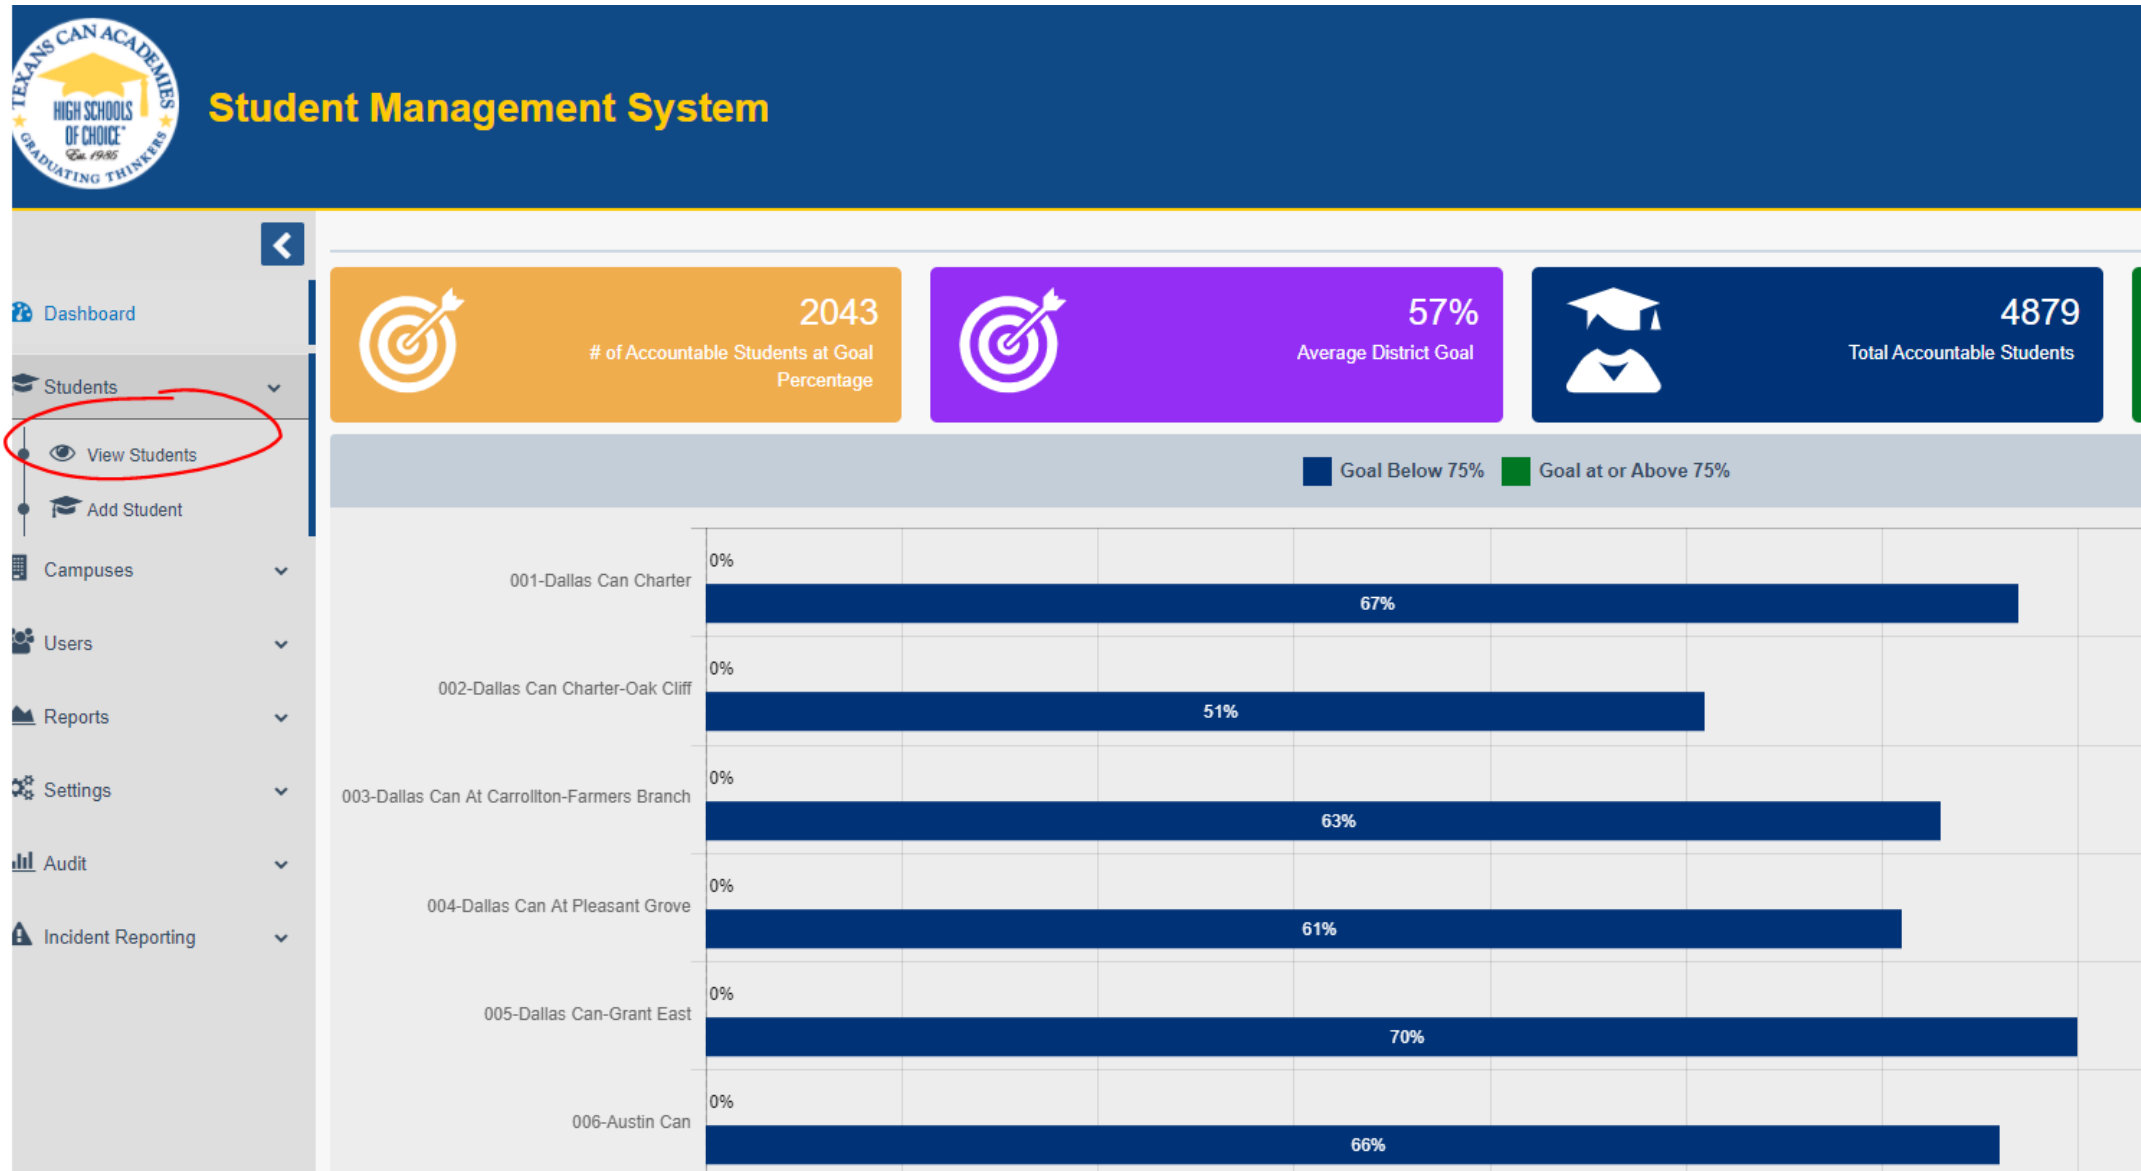 TEXANS CAN ACADEMIES
HIGH SCHOOLS
OF CHOICE
Est. 1985
GRADUATING THINKERS
Student Management System
Dashboard
Students
View Students
Add Student
Campuses
Users
Reports
Settings
Audit
Incident Reporting
2043
# of Accountable Students at Goal
Percentage
57%
Average District Goal
4879
Total Accountable Students
Goal Below 75%
Goal at or Above 75%
001-Dallas Can Charter
0%
67%
002-Dallas Can Charter-Oak Cliff
0%
51%
003-Dallas Can At Carrollton-Farmers Branch
0%
63%
004-Dallas Can At Pleasant Grove
0%
61%
005-Dallas Can-Grant East
0%
70%
006-Austin Can
0%
66%